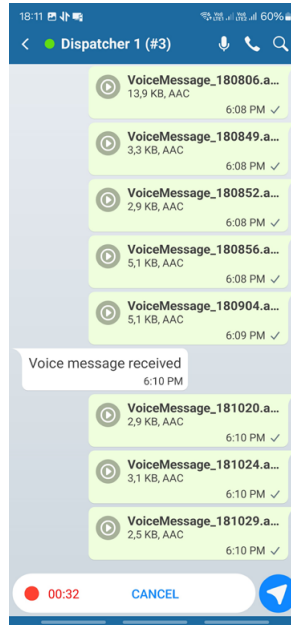 18:11 60%
Dispatcher 1 (#3)
VoiceMessage_180806.a...
13,9 KB, AAC
6:08 PM
VoiceMessage_180849.a...
3,3 KB, AAC
6:08 PM
VoiceMessage_180852.a...
2,9 KB, AAC
6:08 PM
VoiceMessage_180856.a...
5,1 KB, AAC
6:08 PM
VoiceMessage_180904.a...
5,1 KB, AAC
6:09 PM
Voice message received
6:10 PM
VoiceMessage_181020.a...
2,9 KB, AAC
6:10 PM
VoiceMessage_181024.a...
3,1 KB, AAC
6:10 PM
VoiceMessage_181029.a...
2,5 KB, AAC
6:10 PM
00:32 CANCEL